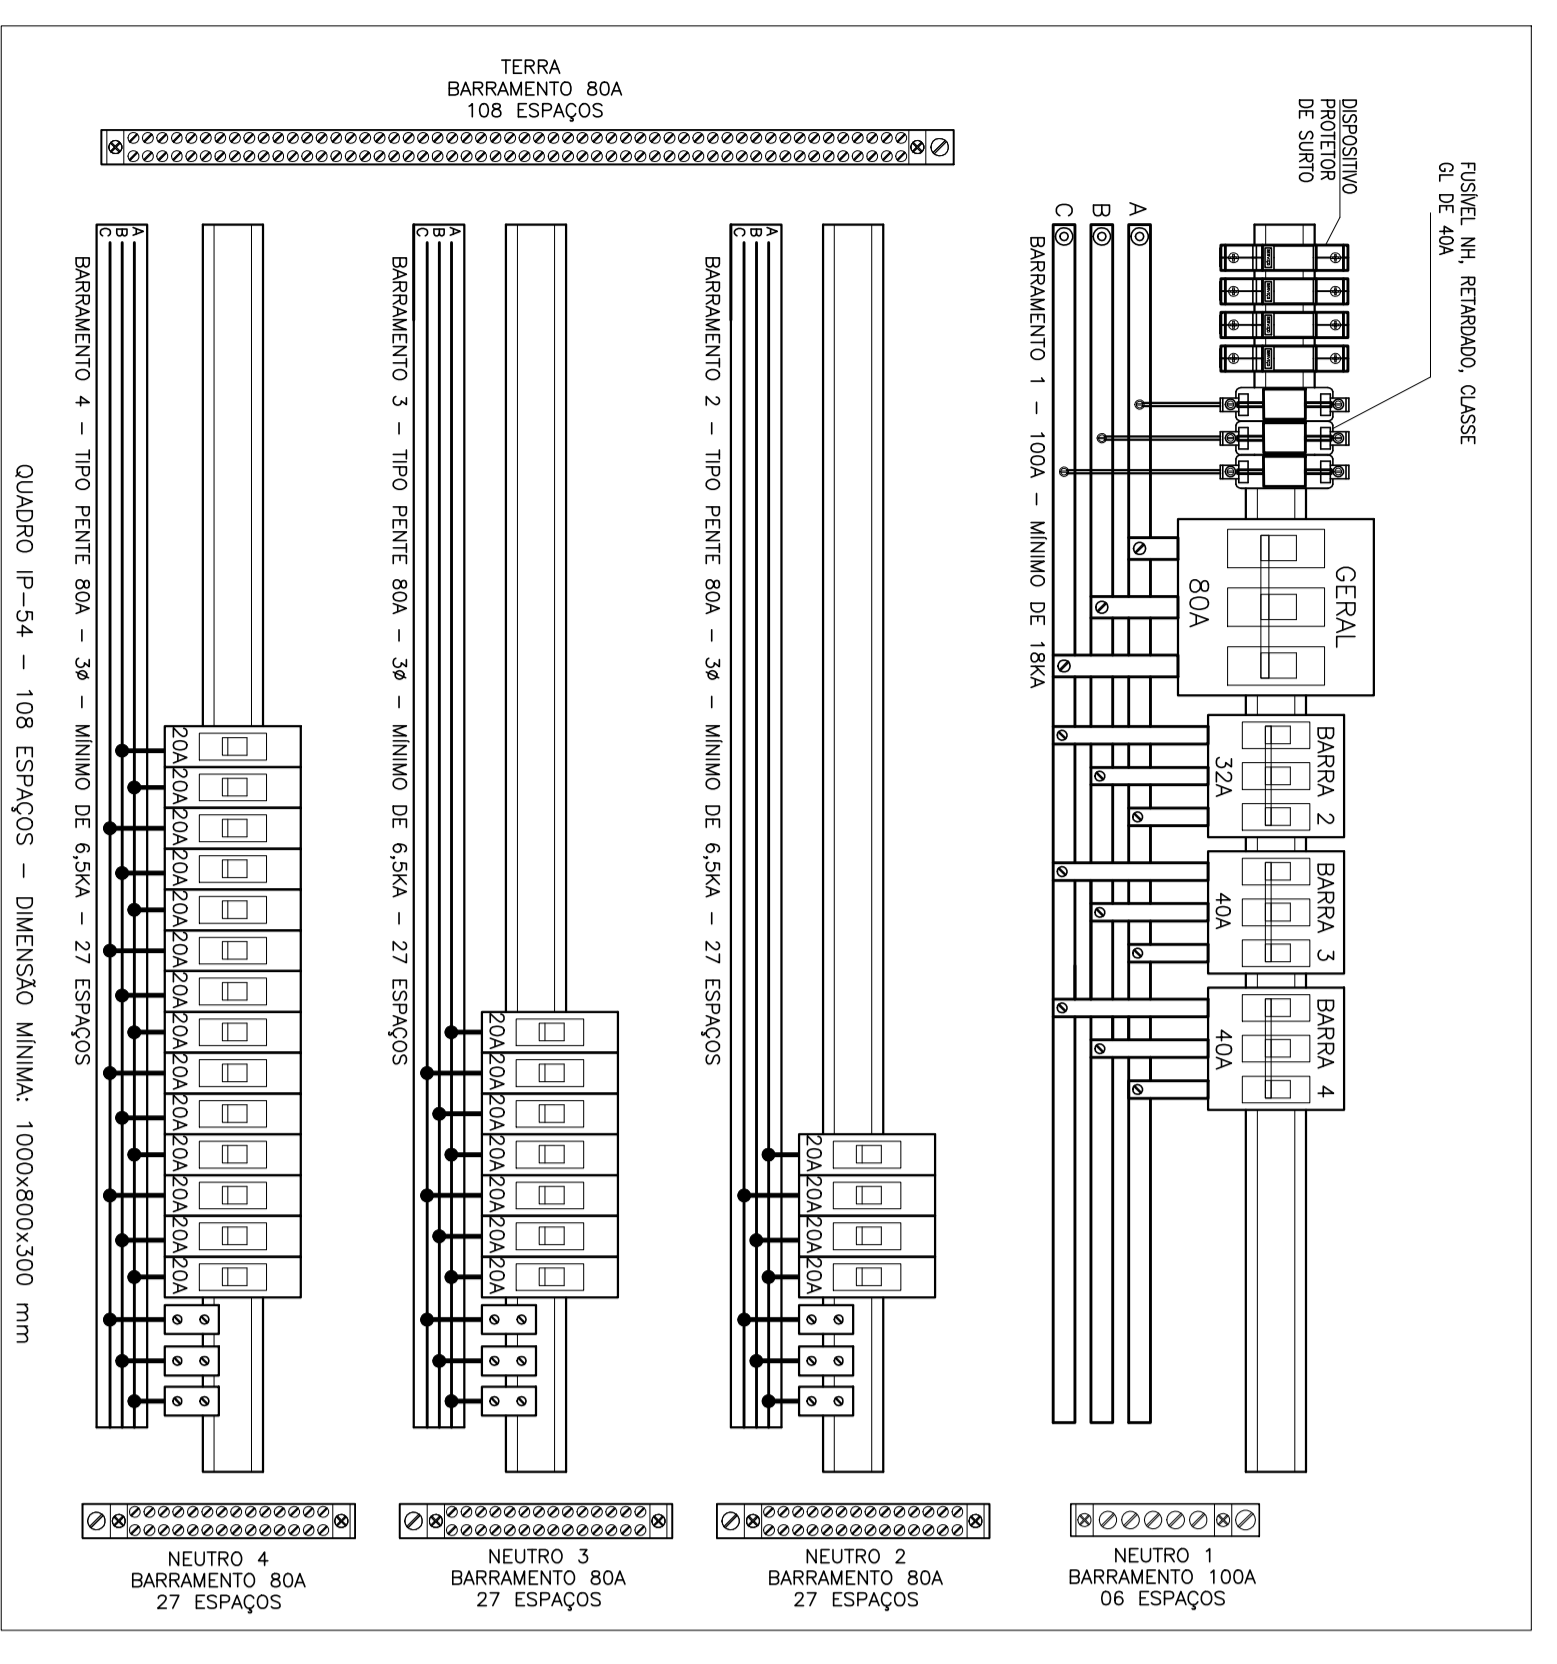 TERRA
BARRAMENTO 80A
108 ESPAÇOS
DISPOSITIVO
PROTETOR
DE SURTO
FUSÍVEL NH, RETARDADO, CLASSE
GL DE 40A
A
B
C
BARRAMENTO 1 - 100A - MÍNIMO DE 18KA
GERAL
80A
BARRA 2
32A
BARRA 3
40A
BARRA 4
40A
A
B
C
BARRAMENTO 2 - TIPO PENTE 80A - 3Ø - MÍNIMO DE 6,5KA - 27 ESPAÇOS
20A
20A
20A
20A
A
B
C
BARRAMENTO 3 - TIPO PENTE 80A - 3Ø - MÍNIMO DE 6,5KA - 27 ESPAÇOS
20A
20A
20A
20A
20A
20A
20A
A
B
C
BARRAMENTO 4 - TIPO PENTE 80A - 3Ø - MÍNIMO DE 6,5KA - 27 ESPAÇOS
20A
20A
20A
20A
20A
20A
20A
20A
20A
20A
20A
20A
20A
20A
QUADRO IP-54 - 108 ESPAÇOS - DIMENSÃO MÍNIMA: 1000x800x300 mm
NEUTRO 4
BARRAMENTO 80A
27 ESPAÇOS
NEUTRO 3
BARRAMENTO 80A
27 ESPAÇOS
NEUTRO 2
BARRAMENTO 80A
27 ESPAÇOS
NEUTRO 1
BARRAMENTO 100A
06 ESPAÇOS